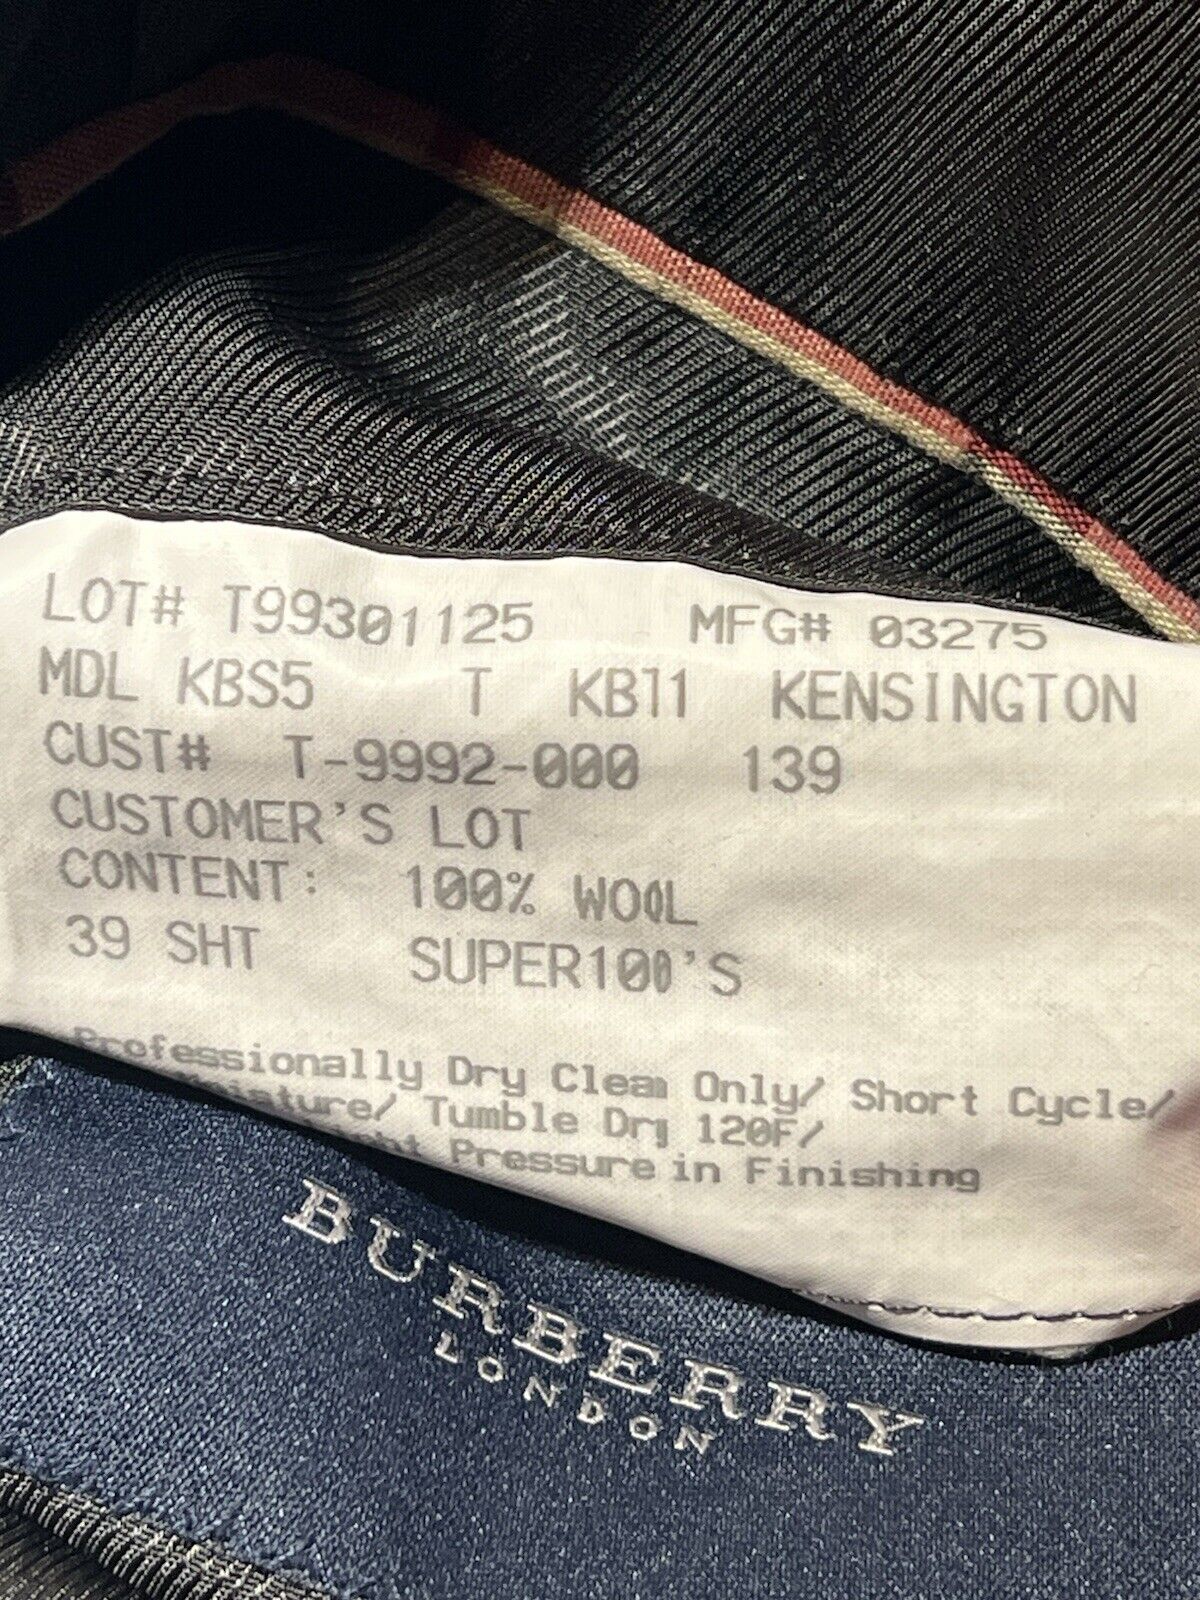 LOT# T99301125 MFG# 03275
MDL KBS5 T KB11 KENSINGTON
CUST# T-9992-000 139
CUSTOMER'S LOT
CONTENT: 100% WOOL
39 SHT SUPER100'S
Professionally Dry Clean Only/ Short Cycle/
Tumble Dry 120F/
Pressure in Finishing
BURBERRY
LONDON